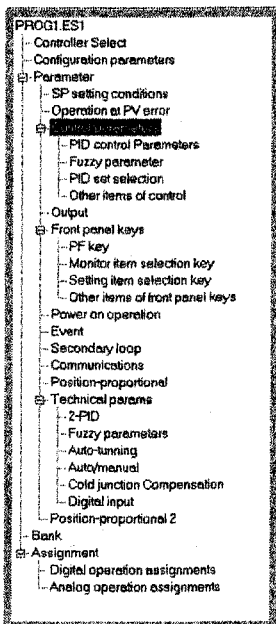 PROG1.ES1
Controller Select
Configuration parameters
Parameter
SP setting conditions
Operation at PV error
PID control Parameters
Fuzzy parameter
PID set selection
Other items of control
Output
Front panel keys
PF key
Monitor item selection key
Setting item selection key
Other items of front panel keys
Power on operation
Event
Secondary loop
Communications
Position-proportional
Technical params
2-PID
Fuzzy parameters
Auto-tunning
Auto/manual
Cold junction Compensation
Digital input
Position-proportional 2
Bank
Assignment
Digital operation assignments
Analog operation assignments